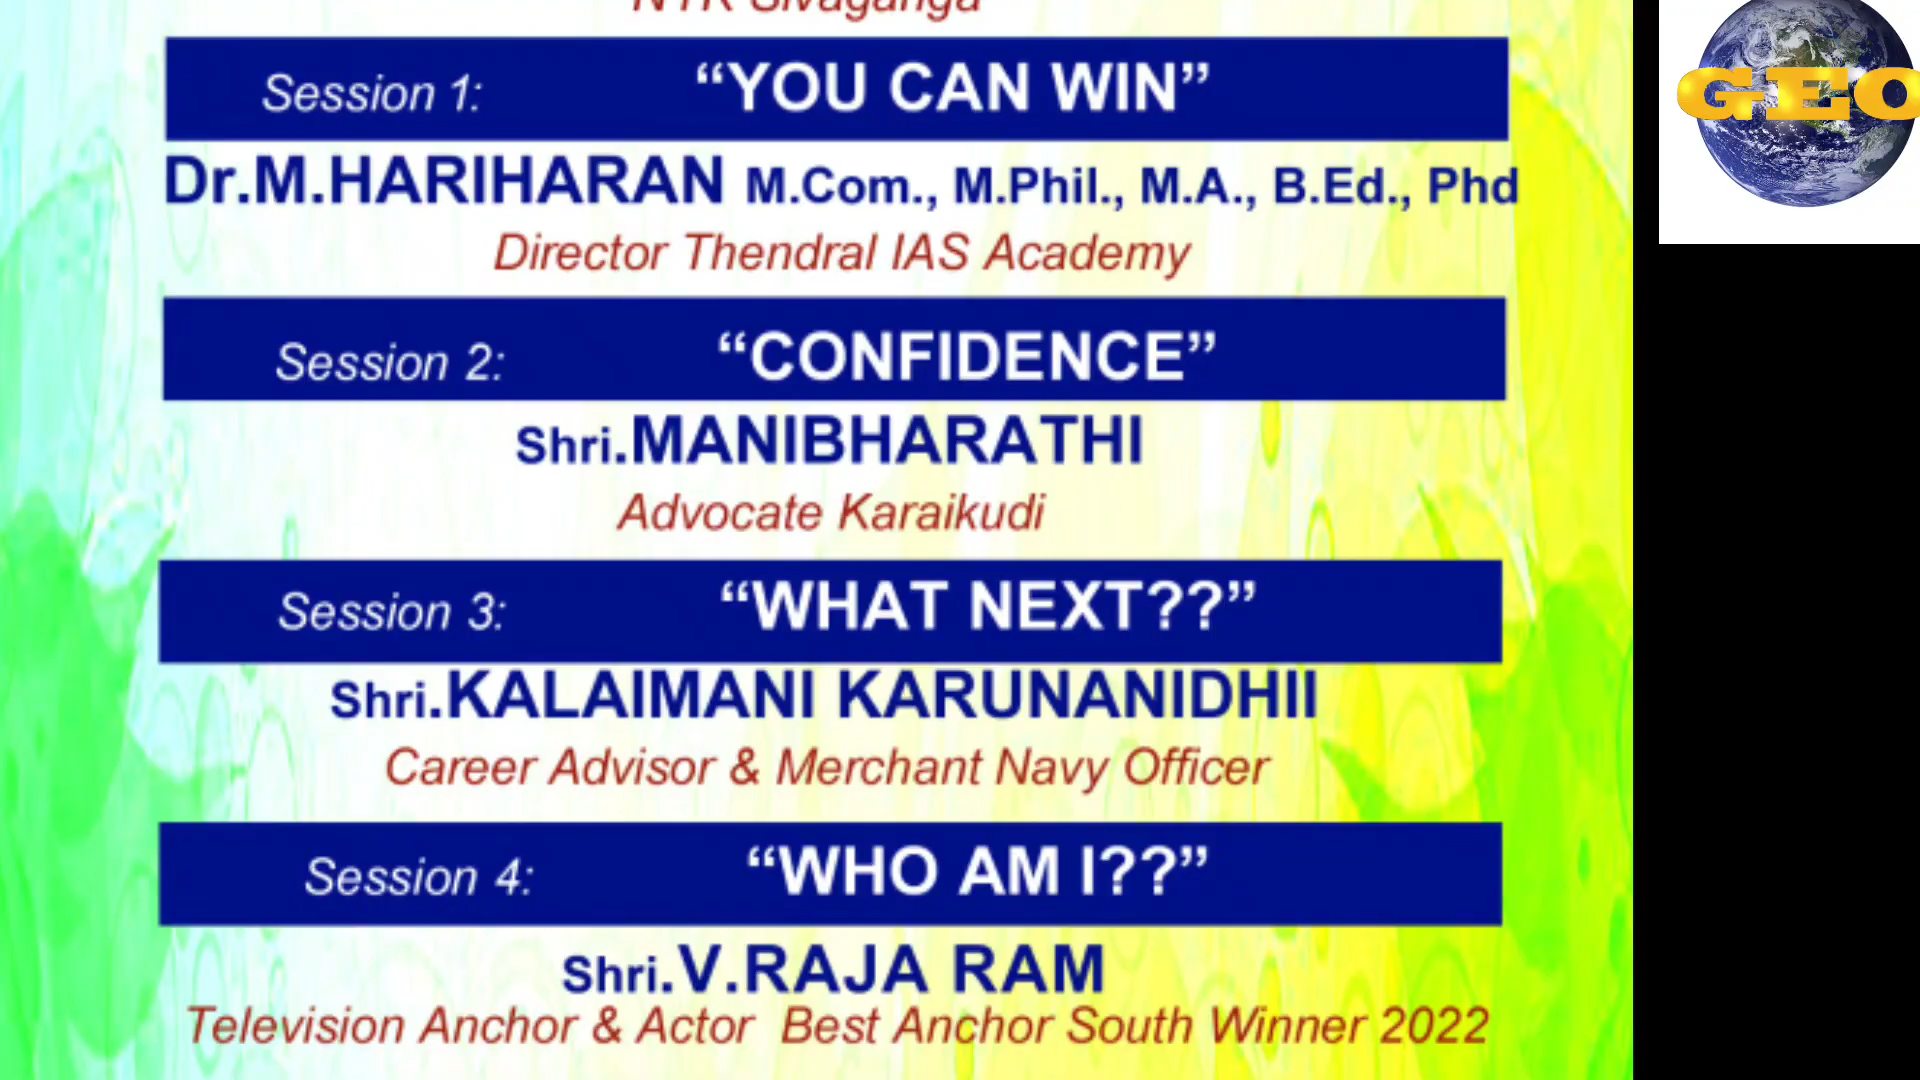 NTK Sivaganga
Session 1: “YOU CAN WIN”
Dr.M.HARIHARAN M.Com., M.Phil., M.A., B.Ed., Phd
Director Thendral IAS Academy
Session 2: “CONFIDENCE”
Shri.MANIBHARATHI
Advocate Karaikudi
Session 3: “WHAT NEXT??”
Shri.KALAIMANI KARUNANIDHII
Career Advisor & Merchant Navy Officer
Session 4: “WHO AM I??”
Shri.V.RAJA RAM
Television Anchor & Actor Best Anchor South Winner 2022
GEO